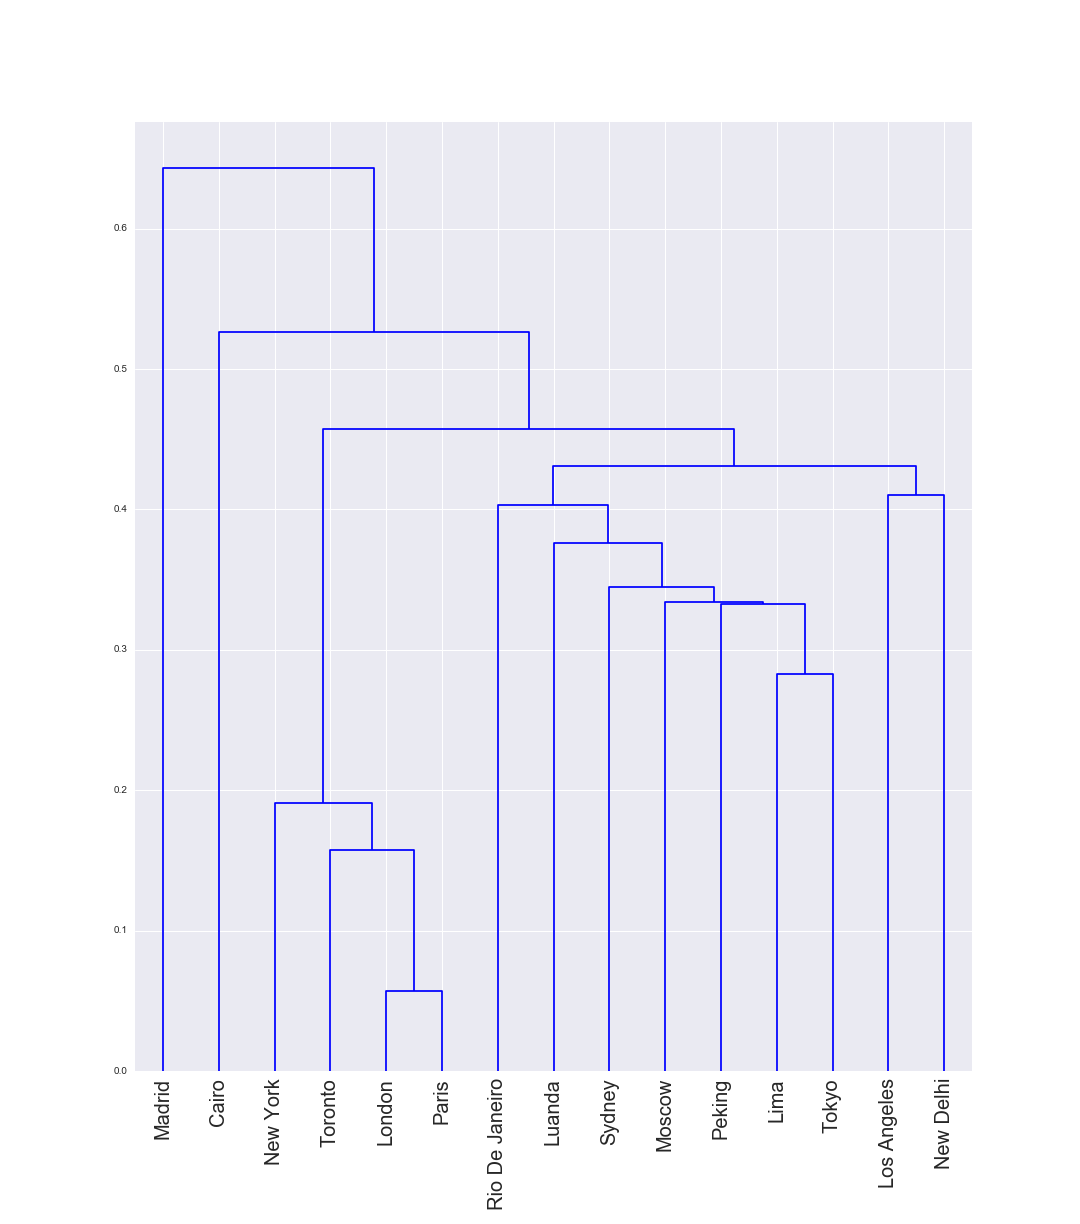 0.6
0.5
0.4
0.3
0.2
0.1
0.0
Madrid
Cairo
New York
Toronto
London
Paris
Rio De Janeiro
Luanda
Sydney
Moscow
Peking
Lima
Tokyo
Los Angeles
New Delhi